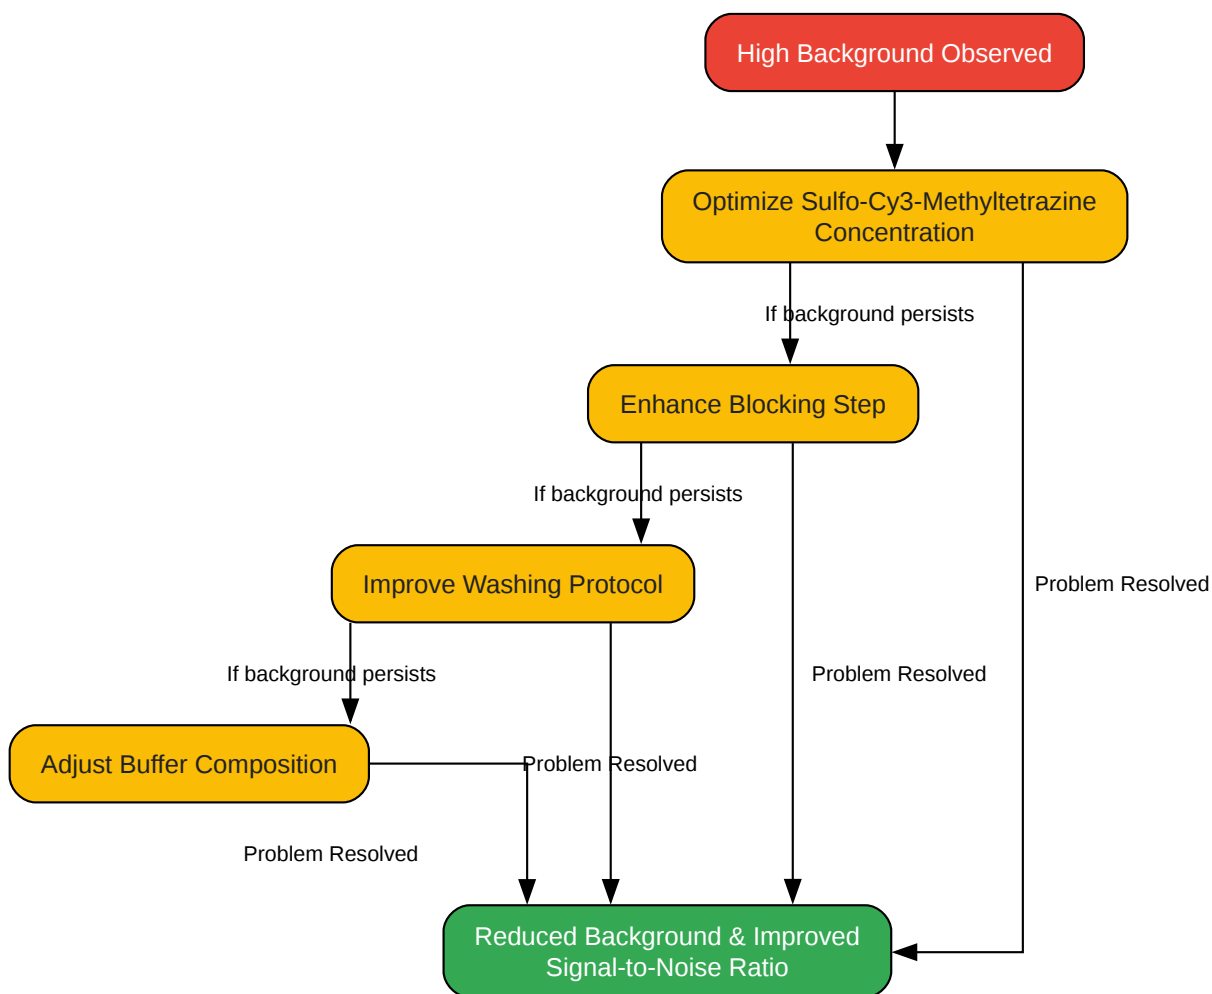 High Background Observed
Optimize Sulfo-Cy3-Methyltetrazine
Concentration
If background persists
Enhance Blocking Step
If background persists
Improve Washing Protocol
Problem Resolved
If background persists
Problem Resolved
Adjust Buffer Composition
Problem Resolved
Problem Resolved
Reduced Background & Improved
Signal-to-Noise Ratio